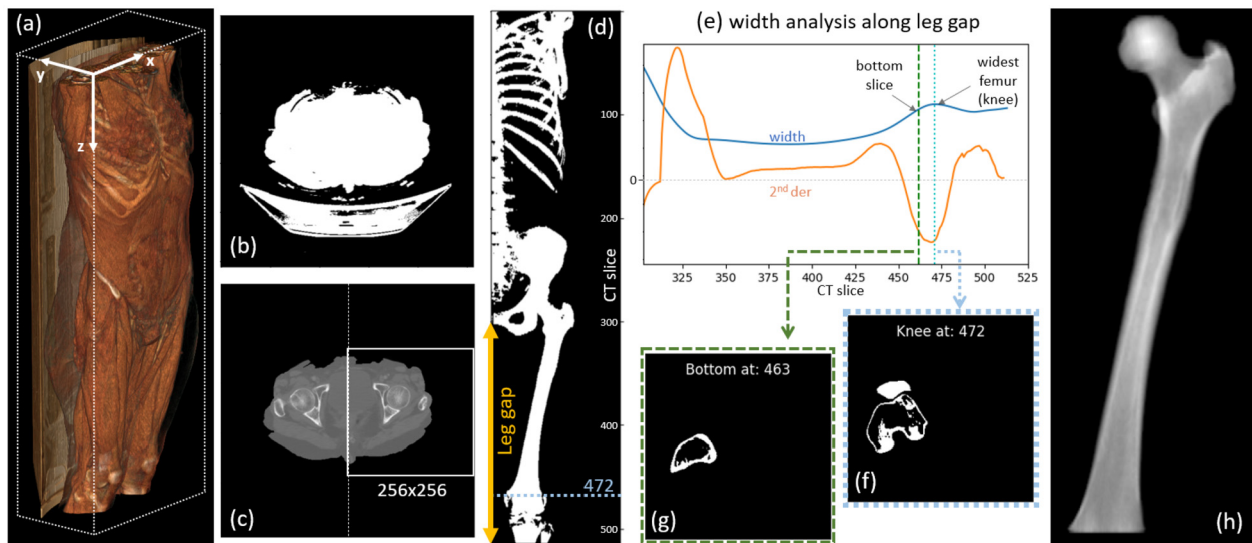 (a)
x
y
z
(b)
(c)
256x256
(d)
CT slice
0
100
200
300
400
500
Leg gap
472
(e) width analysis along leg gap
bottom
slice
widest
femur
(knee)
width
2nd der
0
325
350
375
400
425
450
475
500
525
CT slice
Bottom at: 463
(g)
Knee at: 472
(f)
(h)